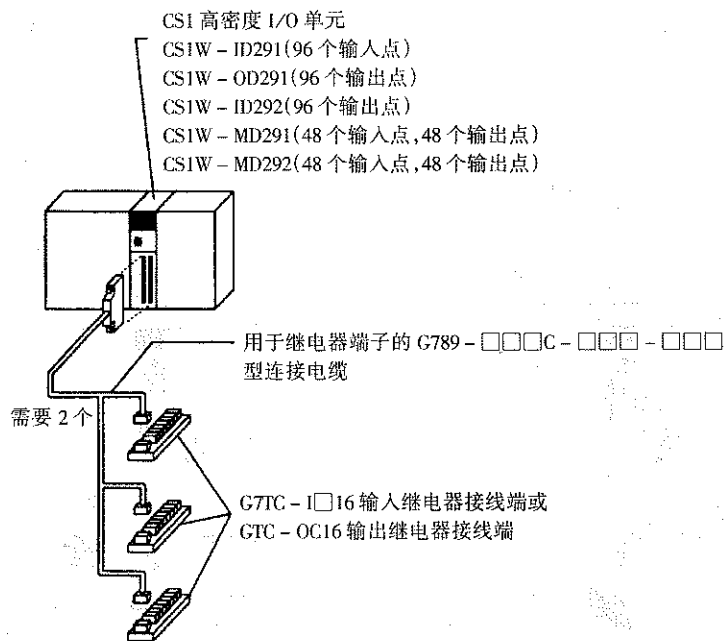 CS1 高密度 I/O 单元
CS1W – ID291(96 个输入点)
CS1W – OD291(96 个输出点)
CS1W – ID292(96 个输出点)
CS1W – MD291(48 个输入点,48 个输出点)
CS1W – MD292(48 个输入点,48 个输出点)
用于继电器端子的 G789 – □□□C – □□□ – □□□
型连接电缆
需要 2 个
G7TC – I□16 输入继电器接线端或
GTC – OC16 输出继电器接线端